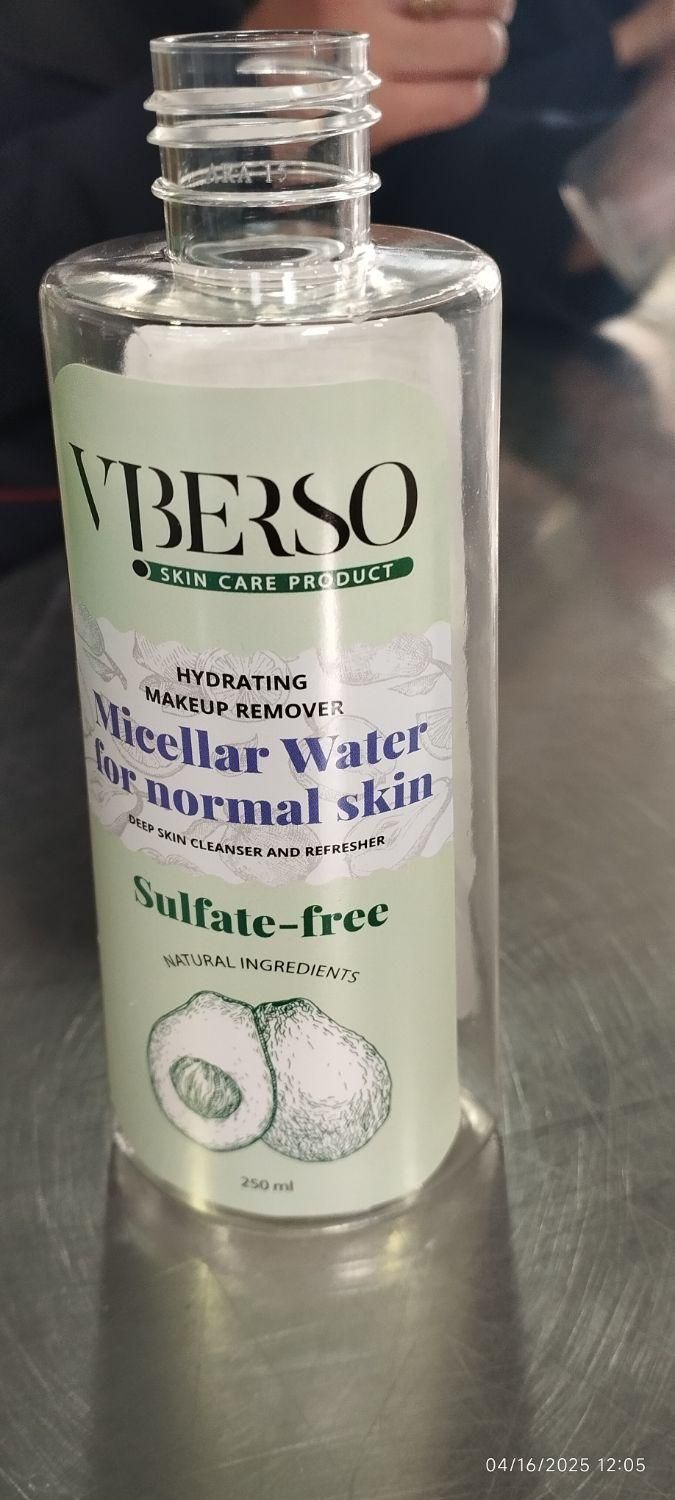 VBERSO
SKIN CARE PRODUCT
HYDRATING
MAKEUP REMOVER
Micellar Water
for normal skin
DEEP SKIN CLEANSER AND REFRESHER
Sulfate-free
NATURAL INGREDIENTS
250 ml
04/16/2025 12:05